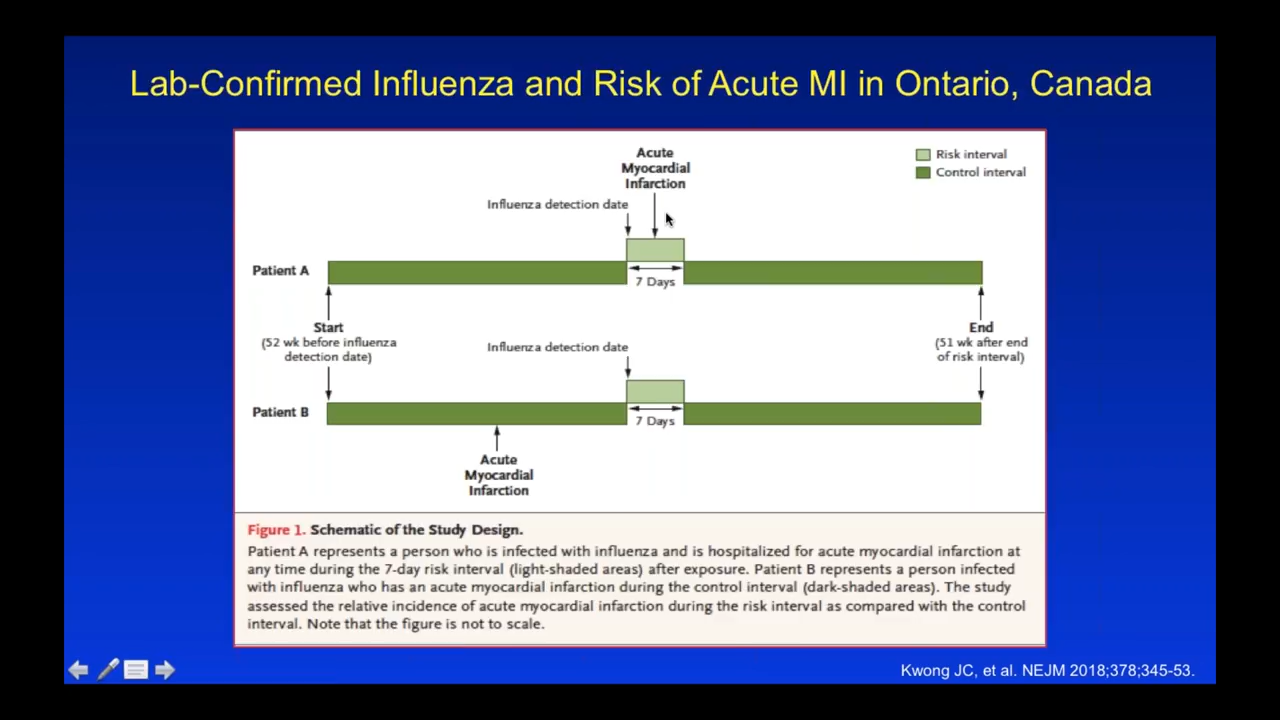 Lab-Confirmed Influenza and Risk of Acute MI in Ontario, Canada
Acute
Myocardial
Infarction
Risk interval
Control interval
Influenza detection date
Patient A
7 Days
Start
(52 wk before influenza
detection date)
End
(51 wk after end
of risk interval)
Influenza detection date
Patient B
7 Days
Acute
Myocardial
Infarction
Figure 1. Schematic of the Study Design.
Patient A represents a person who is infected with influenza and is hospitalized for acute myocardial infarction at
any time during the 7-day risk interval (light-shaded areas) after exposure. Patient B represents a person infected
with influenza who has an acute myocardial infarction during the control interval (dark-shaded areas). The study
assessed the relative incidence of acute myocardial infarction during the risk interval as compared with the control
interval. Note that the figure is not to scale.
Kwong JC, et al. NEJM 2018;378;345-53.